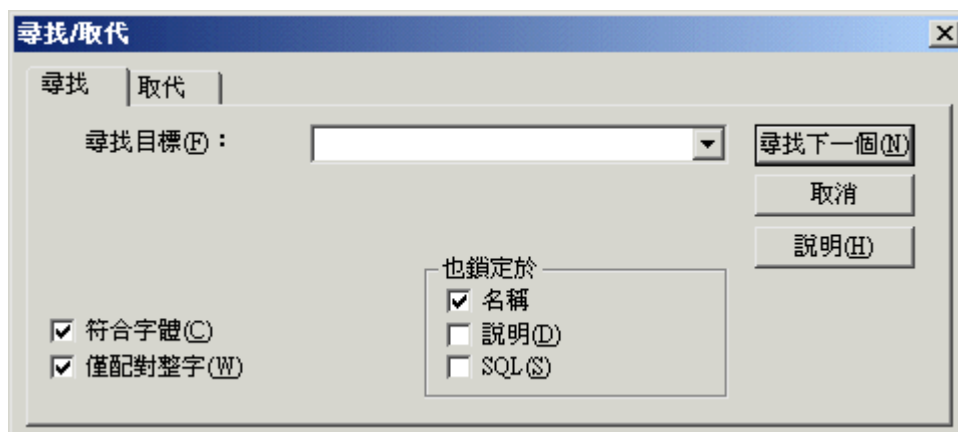 尋找/取代
尋找
取代
尋找目標(F)：
尋找下一個(N)
取消
說明(H)
也鎖定於
名稱
說明(D)
SQL(S)
符合字體(C)
僅配對整字(W)